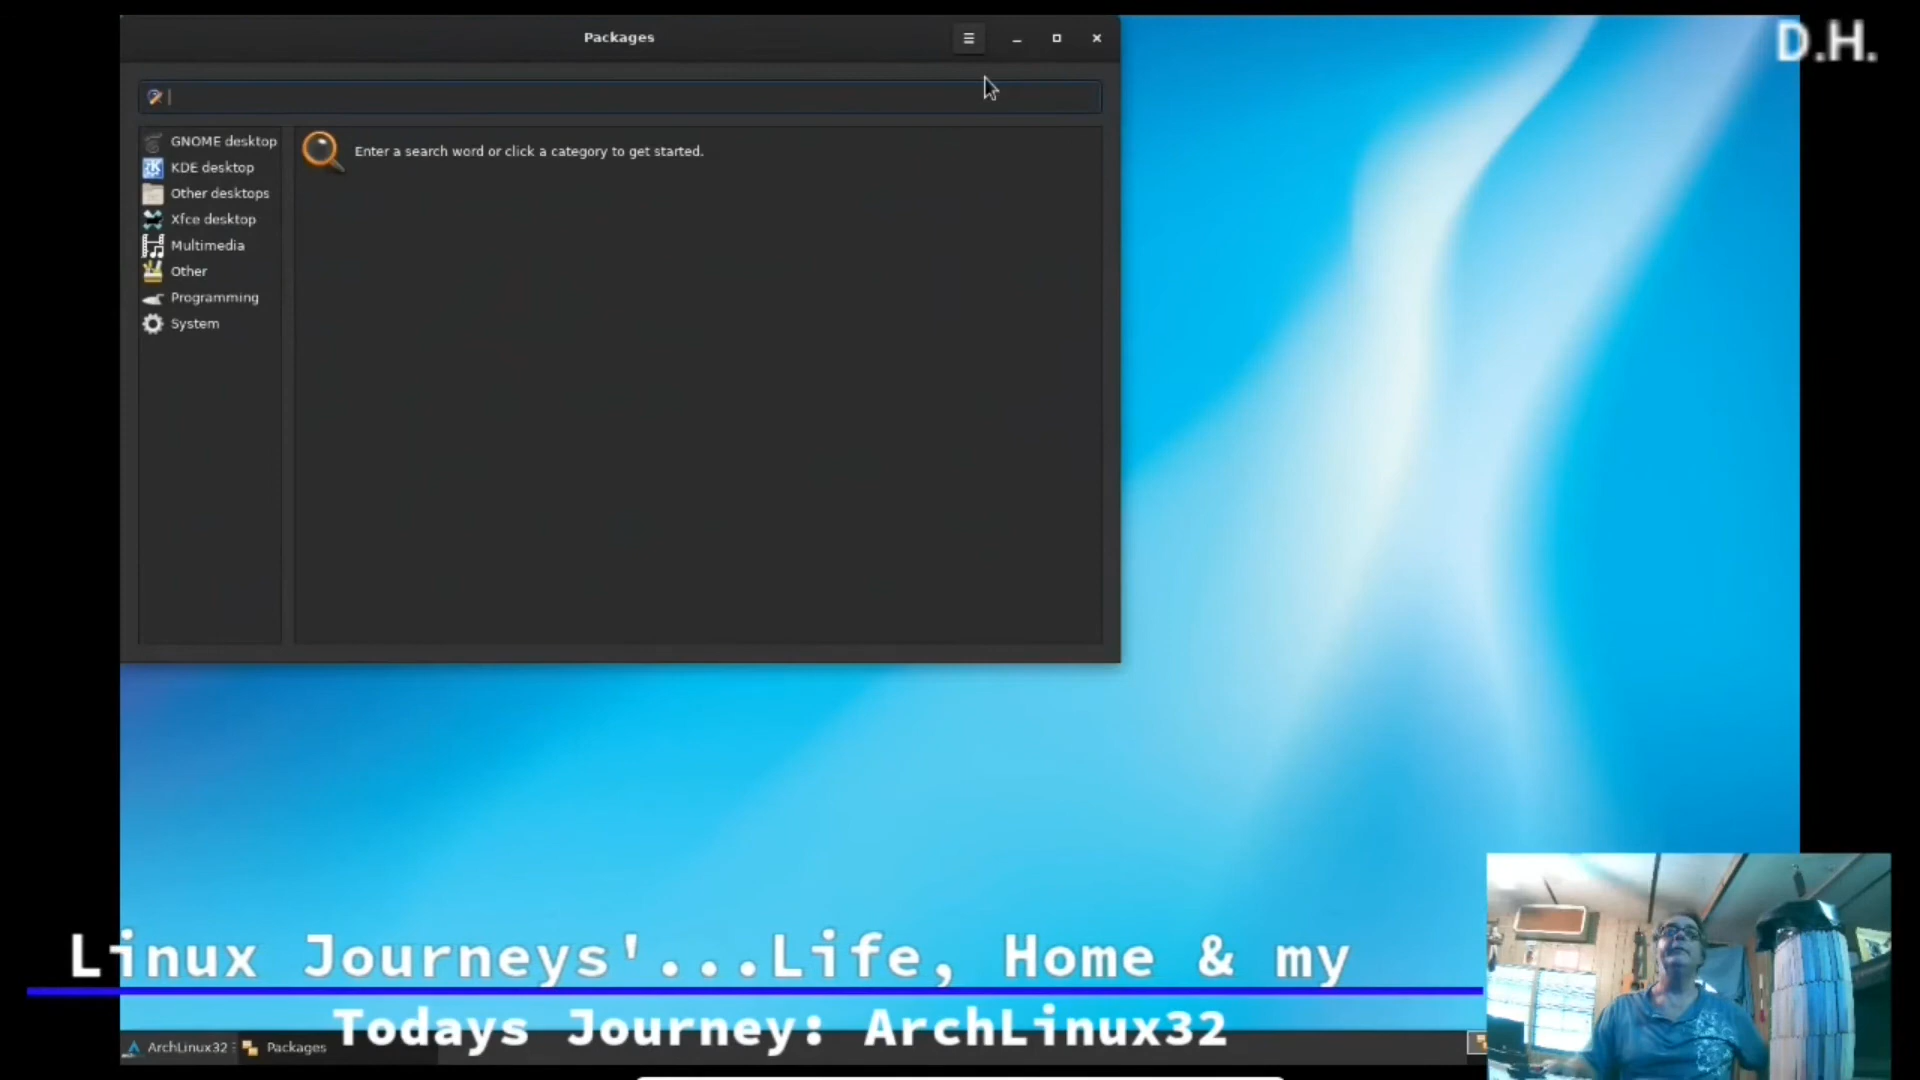 Packages
D.H.
GNOME desktop
Enter a search word or click a category to get started.
KDE desktop
Other desktops
Xfce desktop
Multimedia
Other
Programming
System
Linux Journeys'...Life, Home & my
Todays Journey: ArchLinux32
ArchLinux32
Packages